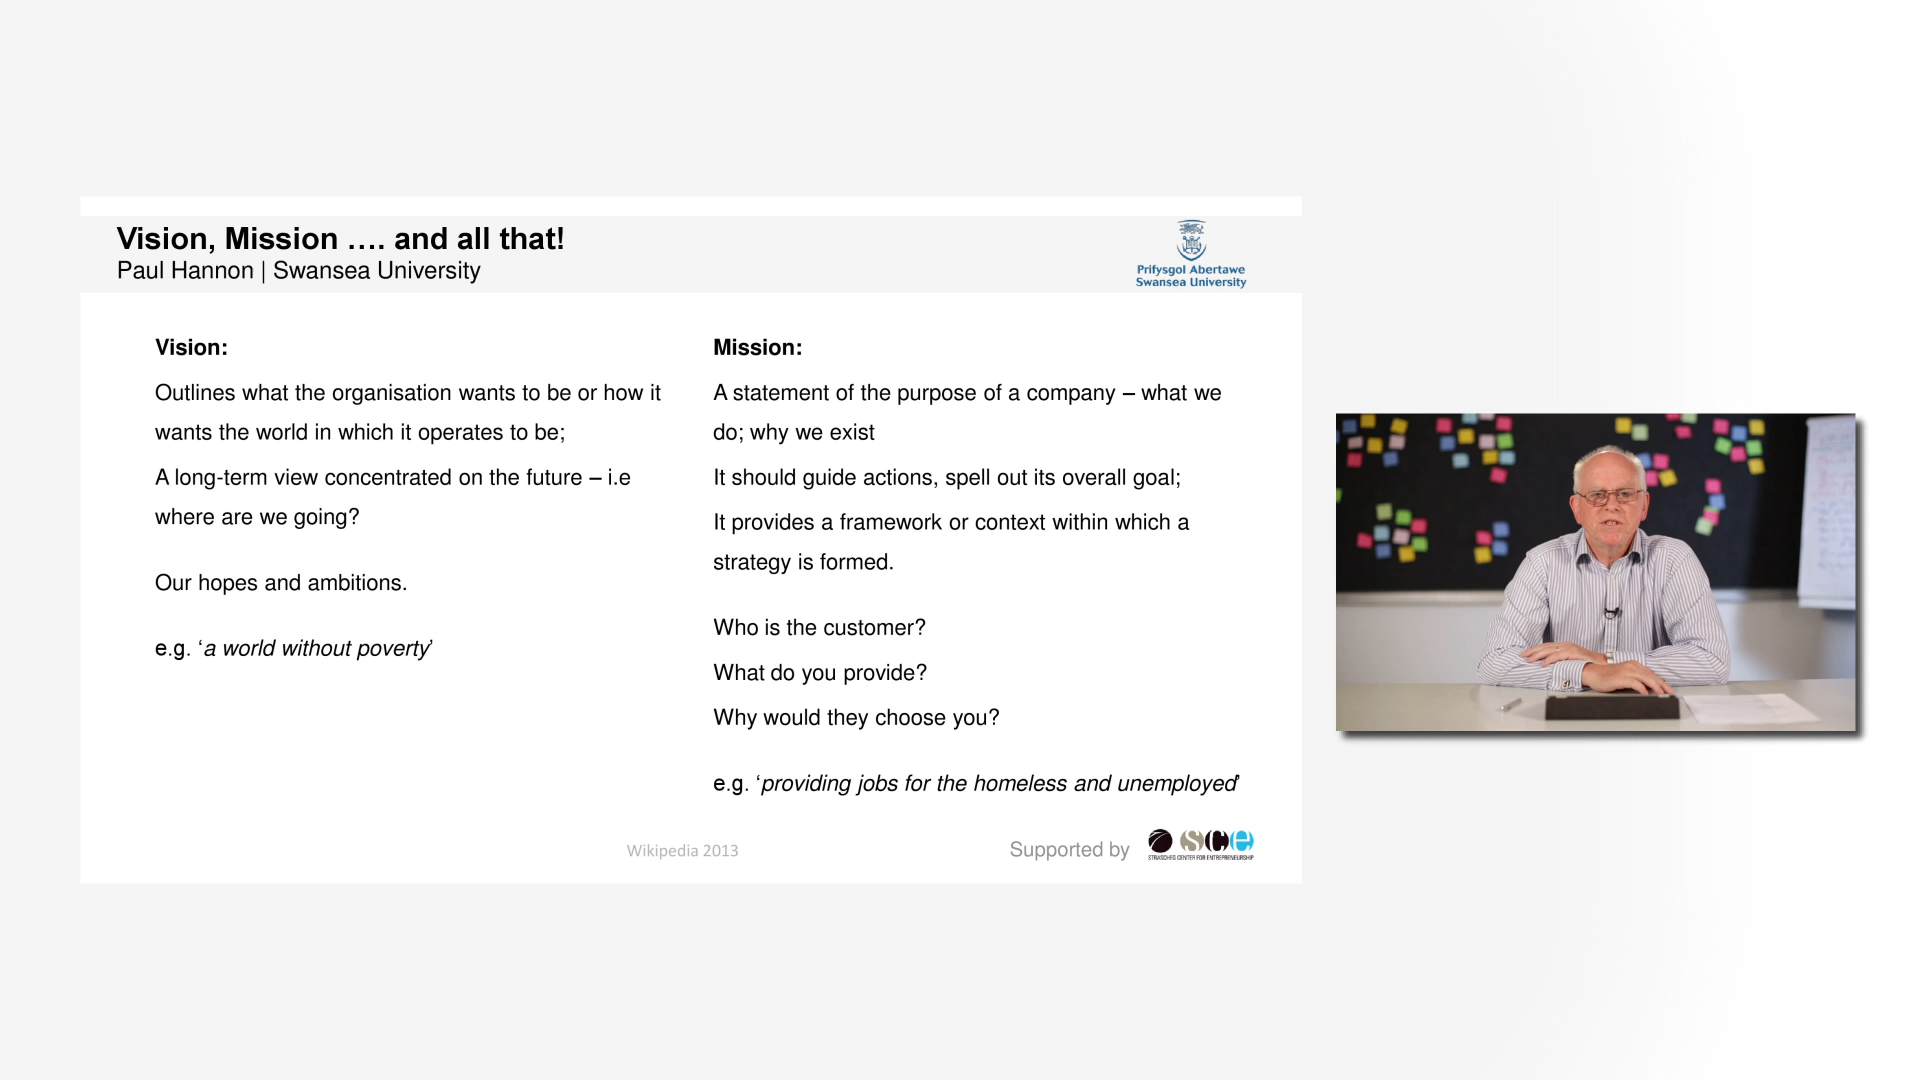 Vision, Mission …. and all that!
Paul Hannon | Swansea University
Prifysgol Abertawe
Swansea University
Vision:
Outlines what the organisation wants to be or how it
wants the world in which it operates to be;
A long-term view concentrated on the future – i.e
where are we going?
Our hopes and ambitions.
e.g. ‘a world without poverty’
Mission:
A statement of the purpose of a company – what we
do; why we exist
It should guide actions, spell out its overall goal;
It provides a framework or context within which a
strategy is formed.
Who is the customer?
What do you provide?
Why would they choose you?
e.g. ‘providing jobs for the homeless and unemployed’
Wikipedia 2013
Supported by
sce
STRASCHEG CENTER FOR ENTREPRENEURSHIP